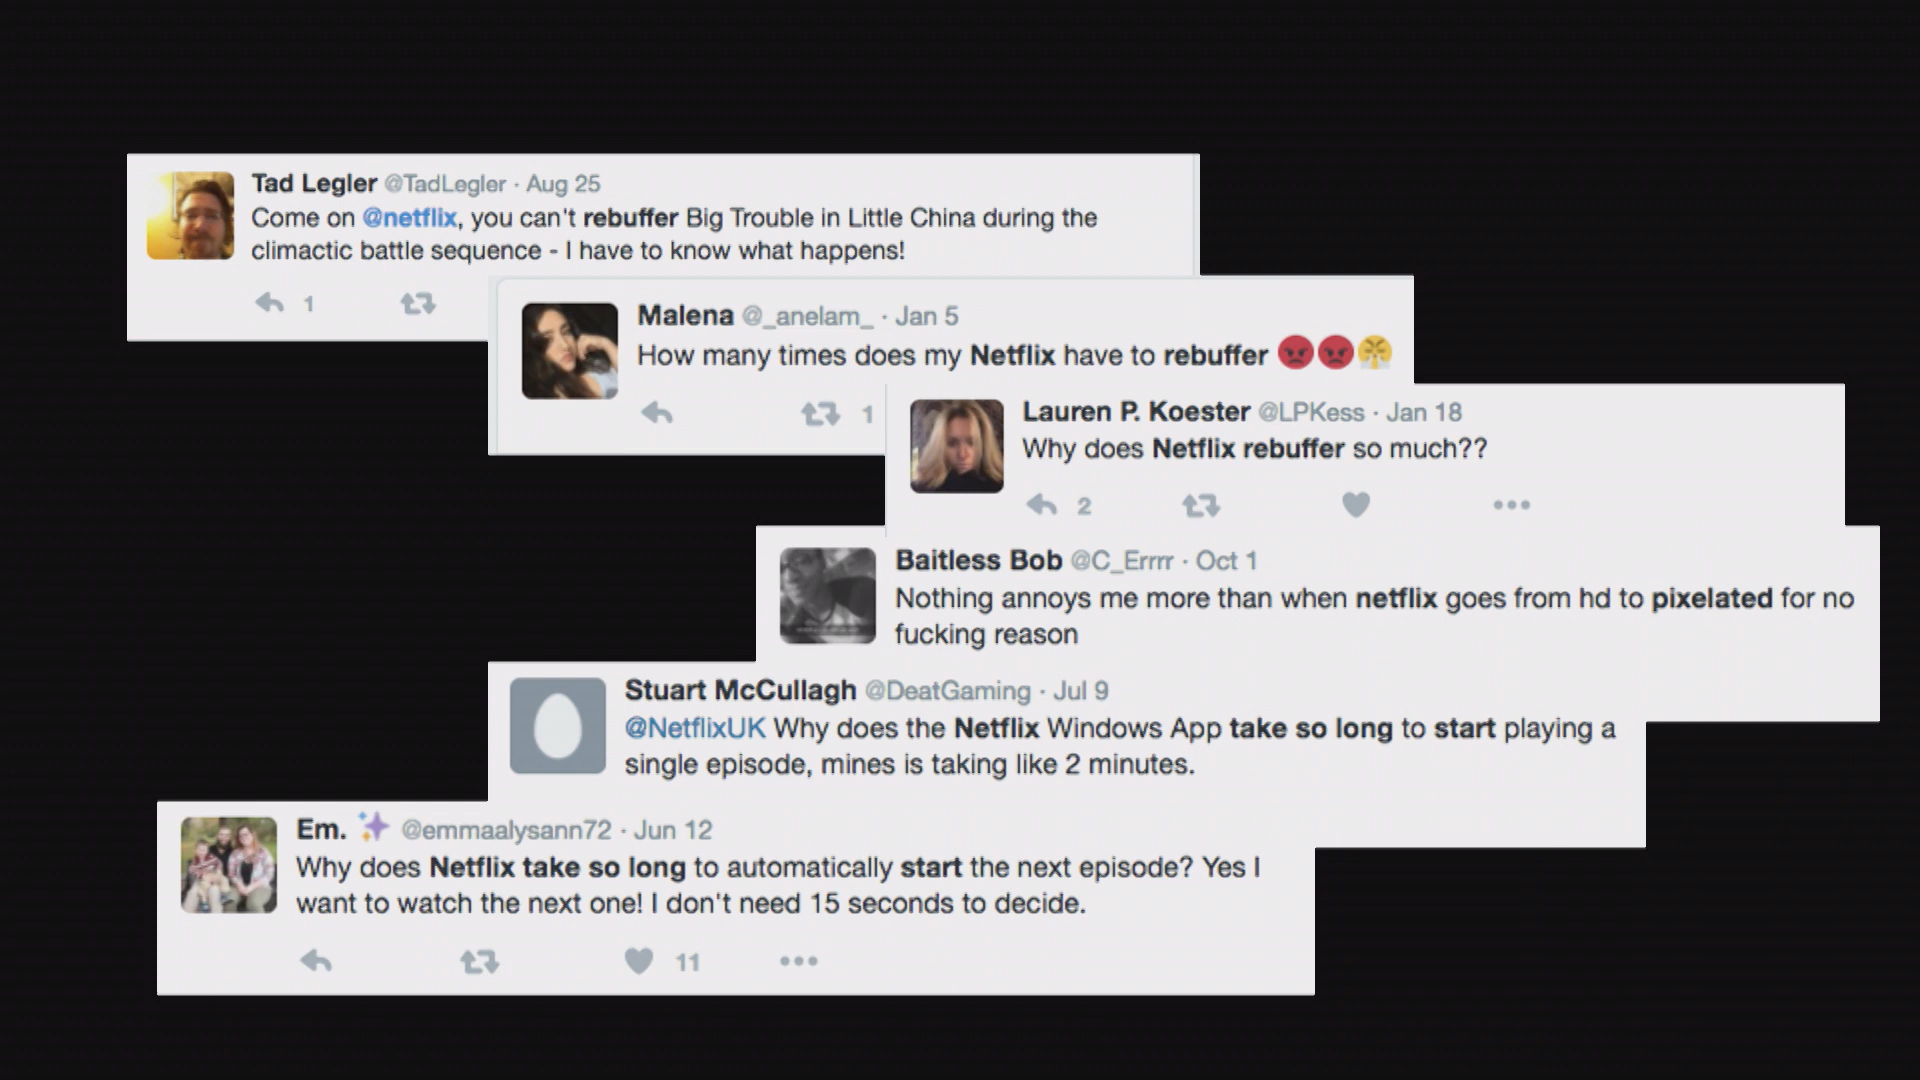 Tad Legler @TadLegler · Aug 25
Come on @netflix, you can't rebuffer Big Trouble in Little China during the
climactic battle sequence - I have to know what happens!
1
Malena @_anelam_ · Jan 5
How many times does my Netflix have to rebuffer 😡😡😤
1
Lauren P. Koester @LPKess · Jan 18
Why does Netflix rebuffer so much??
2
Baitless Bob @C_Errrr · Oct 1
Nothing annoys me more than when netflix goes from hd to pixelated for no
fucking reason
Stuart McCullagh @DeatGaming · Jul 9
@NetflixUK Why does the Netflix Windows App take so long to start playing a
single episode, mines is taking like 2 minutes.
Em. ✨ @emmaalysann72 · Jun 12
Why does Netflix take so long to automatically start the next episode? Yes I
want to watch the next one! I don't need 15 seconds to decide.
11